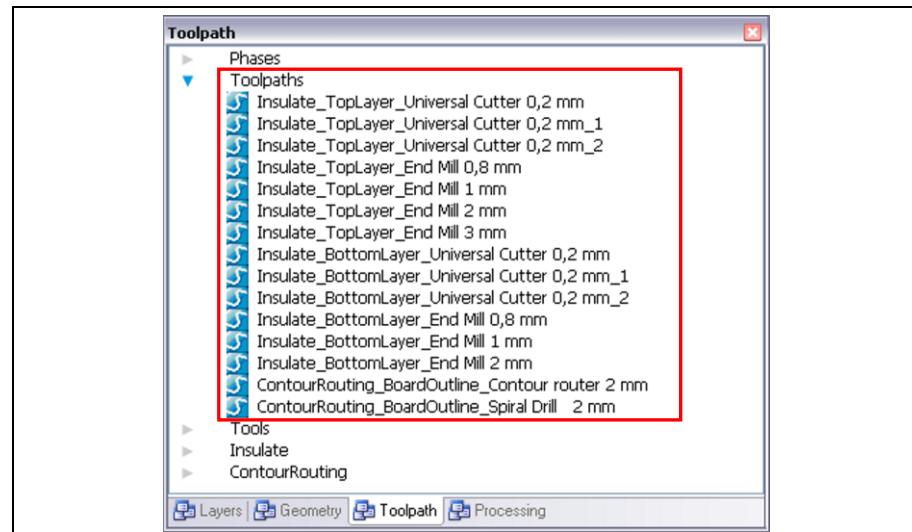 Toolpath
Phases
Toolpaths
Insulate_TopLayer_Universal Cutter 0,2 mm
Insulate_TopLayer_Universal Cutter 0,2 mm_1
Insulate_TopLayer_Universal Cutter 0,2 mm_2
Insulate_TopLayer_End Mill 0,8 mm
Insulate_TopLayer_End Mill 1 mm
Insulate_TopLayer_End Mill 2 mm
Insulate_TopLayer_End Mill 3 mm
Insulate_BottomLayer_Universal Cutter 0,2 mm
Insulate_BottomLayer_Universal Cutter 0,2 mm_1
Insulate_BottomLayer_Universal Cutter 0,2 mm_2
Insulate_BottomLayer_End Mill 0,8 mm
Insulate_BottomLayer_End Mill 1 mm
Insulate_BottomLayer_End Mill 2 mm
ContourRouting_BoardOutline_Contour router 2 mm
ContourRouting_BoardOutline_Spiral Drill   2 mm
Tools
Insulate
ContourRouting
Layers Geometry Toolpath Processing